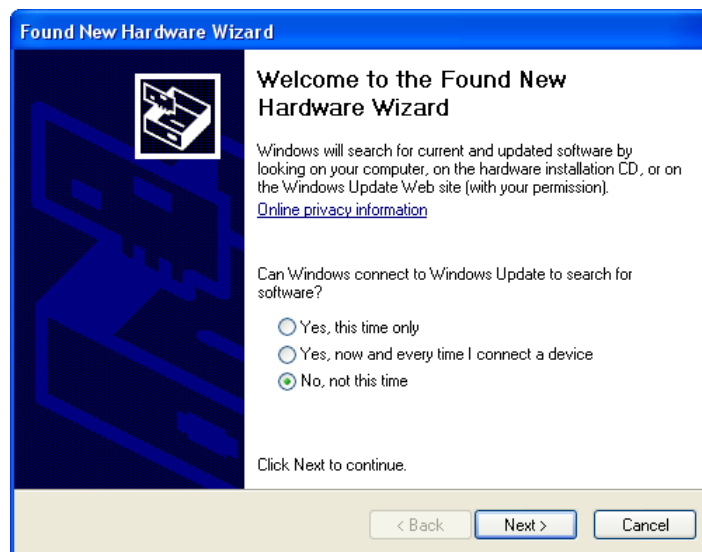 Found New Hardware Wizard
Welcome to the Found New
Hardware Wizard
Windows will search for current and updated software by
looking on your computer, on the hardware installation CD, or on
the Windows Update Web site (with your permission).
Online privacy information
Can Windows connect to Windows Update to search for
software?
Yes, this time only
Yes, now and every time I connect a device
No, not this time
Click Next to continue.
< Back
Next >
Cancel